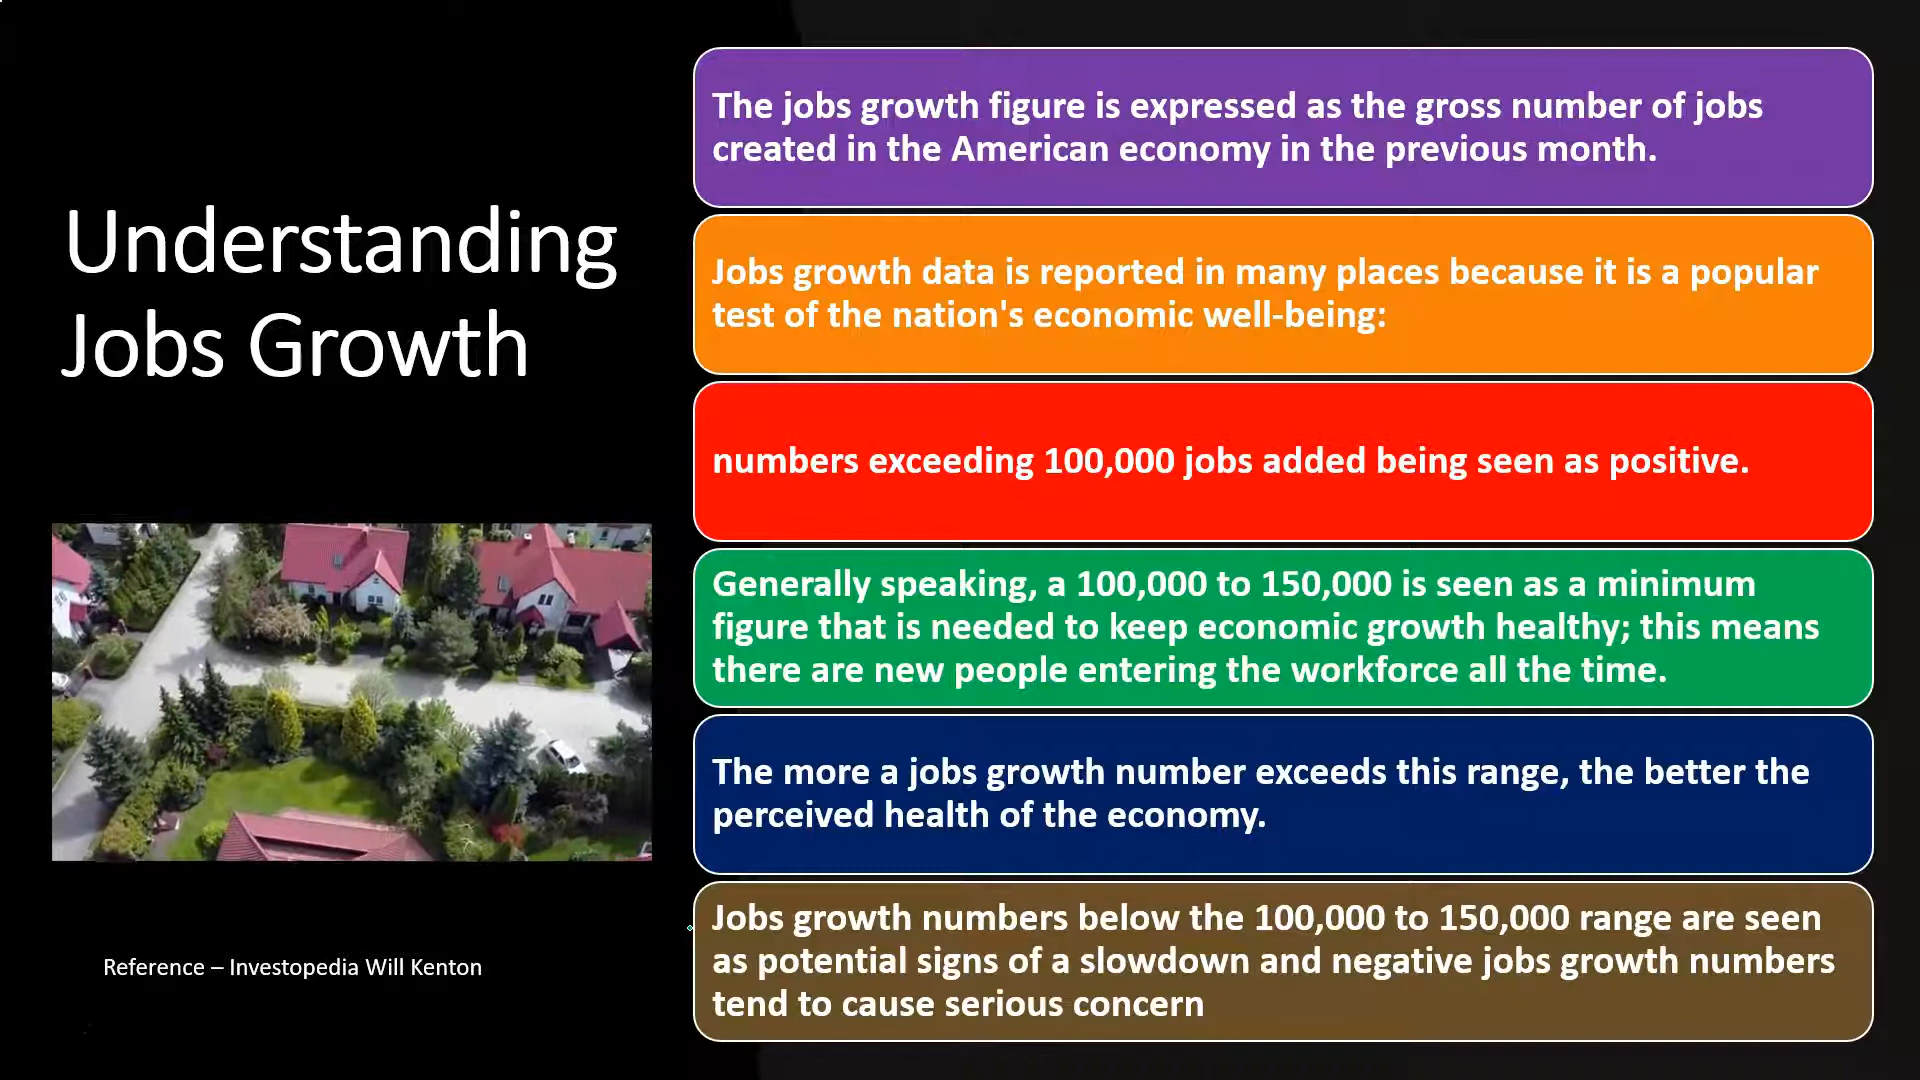 Understanding
Jobs Growth
The jobs growth figure is expressed as the gross number of jobs
created in the American economy in the previous month.
Jobs growth data is reported in many places because it is a popular
test of the nation's economic well-being:
numbers exceeding 100,000 jobs added being seen as positive.
Generally speaking, a 100,000 to 150,000 is seen as a minimum
figure that is needed to keep economic growth healthy; this means
there are new people entering the workforce all the time.
The more a jobs growth number exceeds this range, the better the
perceived health of the economy.
Jobs growth numbers below the 100,000 to 150,000 range are seen
as potential signs of a slowdown and negative jobs growth numbers
tend to cause serious concern
Reference – Investopedia Will Kenton